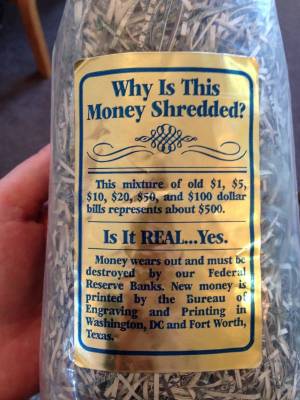 Why Is This
Money Shredded?
This mixture of old $1, $5,
$10, $20, $50, and $100 dollar
bills represents about $500.
Is It REAL...Yes.
Money wears out and must be
destroyed by our Federal
Reserve Banks. New money is
printed by the Bureau of
Engraving and Printing in
Washington, DC and Fort Worth,
Texas.